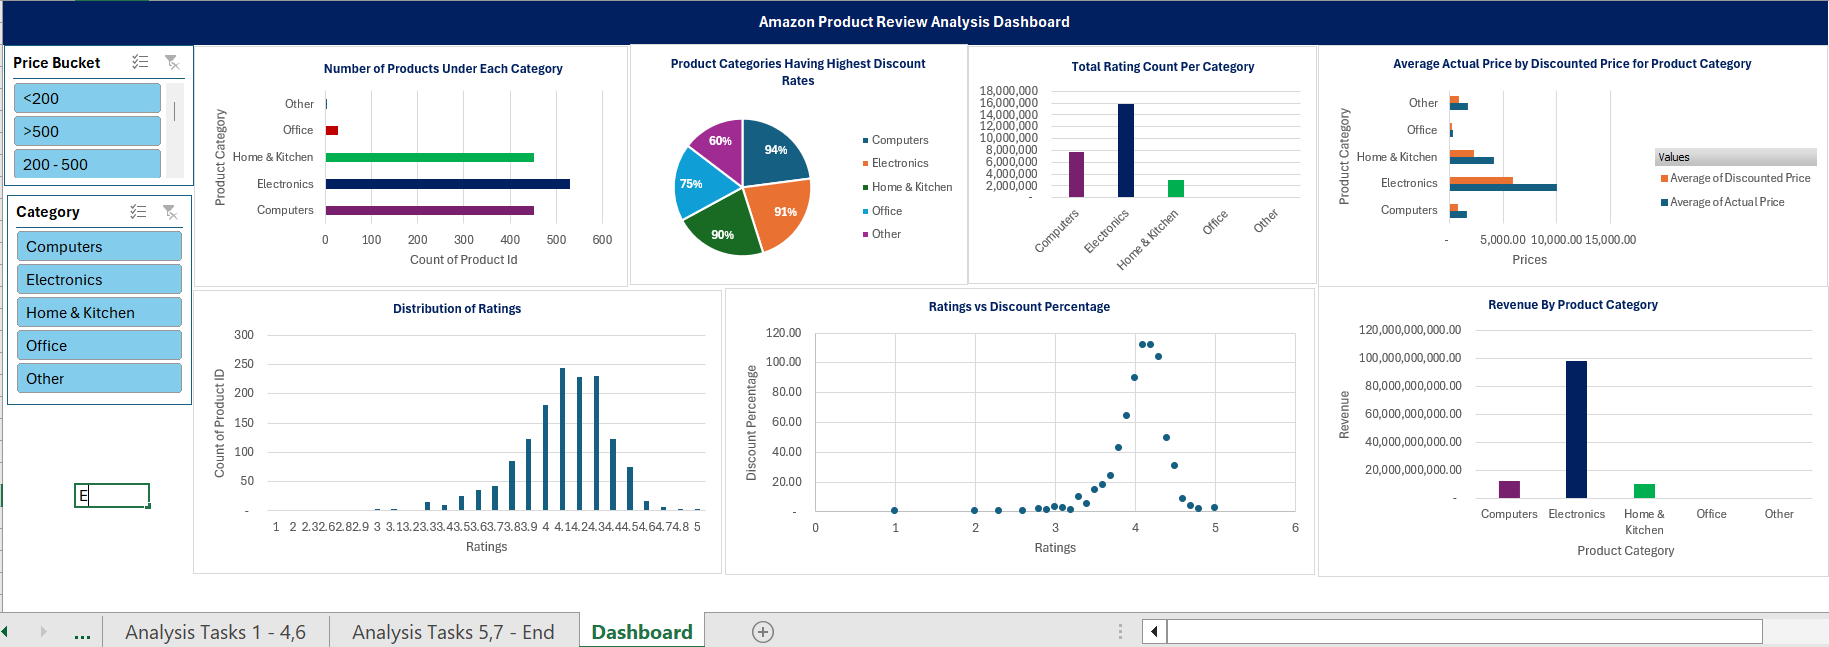 Amazon Product Review Analysis Dashboard
Price Bucket
<200
>500
200 - 500
Category
Computers
Electronics
Home & Kitchen
Office
Other
E
Number of Products Under Each Category
Product Category
Other
Office
Home & Kitchen
Electronics
Computers
0 100 200 300 400 500 600
Count of Product Id
Product Categories Having Highest Discount
Rates
94%
91%
90%
75%
60%
Computers
Electronics
Home & Kitchen
Office
Other
Total Rating Count Per Category
18,000,000
16,000,000
14,000,000
12,000,000
10,000,000
8,000,000
6,000,000
4,000,000
2,000,000
-
Computers
Electronics
Home & Kitchen
Office
Other
Average Actual Price by Discounted Price for Product Category
Product Category
Other
Office
Home & Kitchen
Electronics
Computers
- 5,000.00 10,000.00 15,000.00
Prices
Values
Average of Discounted Price
Average of Actual Price
Distribution of Ratings
Count of Product ID
300
250
200
150
100
50
-
1 2 2.3 2.6 2.8 2.9 3 3.1 3.2 3.3 3.4 3.5 3.6 3.7 3.8 3.9 4 4.1 4.2 4.3 4.4 4.5 4.6 4.7 4.8 5
Ratings
Ratings vs Discount Percentage
Discount Percentage
120.00
100.00
80.00
60.00
40.00
20.00
-
0 1 2 3 4 5 6
Ratings
Revenue By Product Category
Revenue
120,000,000,000.00
100,000,000,000.00
80,000,000,000.00
60,000,000,000.00
40,000,000,000.00
20,000,000,000.00
-
Computers Electronics Home & Office Other
Kitchen
Product Category
... Analysis Tasks 1 - 4,6 Analysis Tasks 5,7 - End Dashboard